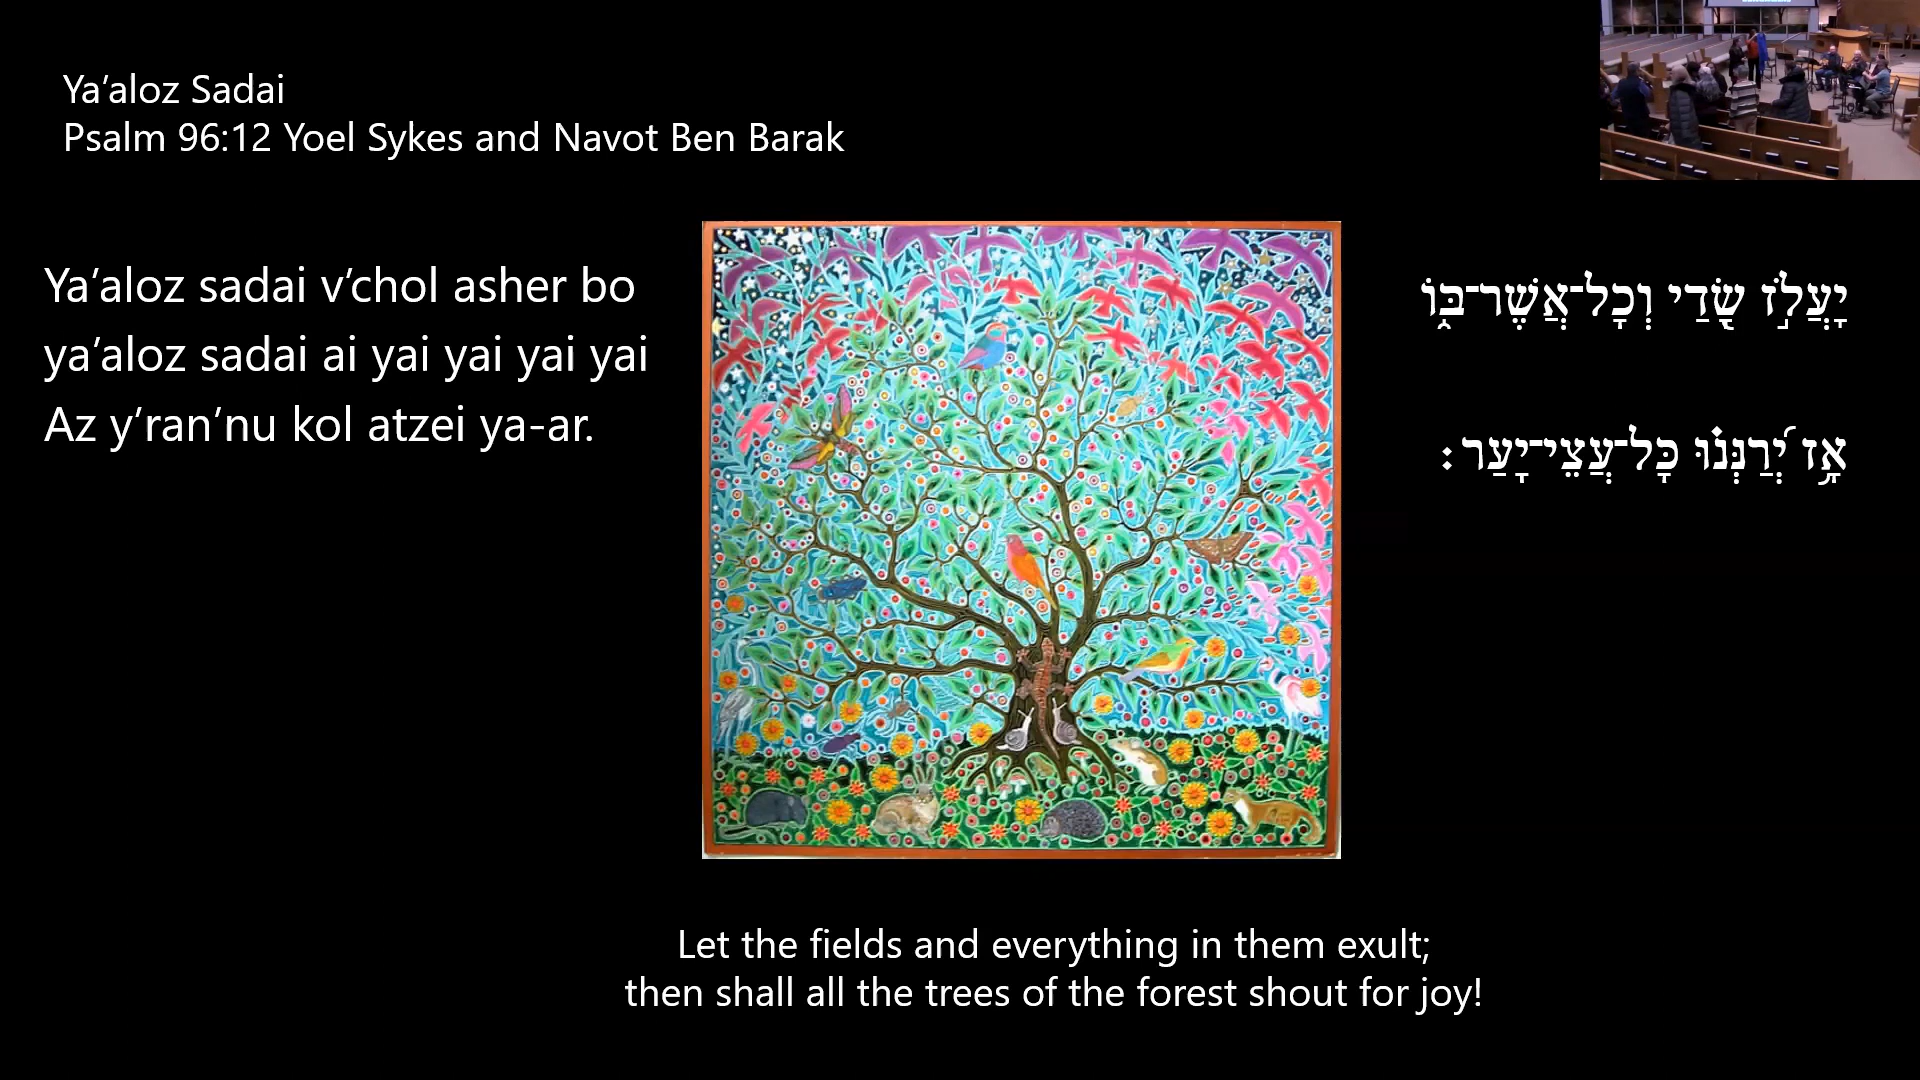 Ya’aloz Sadai
Psalm 96:12 Yoel Sykes and Navot Ben Barak
Ya’aloz sadai v’chol asher bo
ya’aloz sadai ai yai yai yai yai
Az y’ran’nu kol atzei ya-ar.
יַעֲלֹ֣ז שָׂ֭דַי וְכׇל־אֲשֶׁר־בּ֑וֹ
אָ֥ז יְ֝רַנְּנ֗וּ כׇּל־עֲצֵי־יָֽעַר׃
Let the fields and everything in them exult;
then shall all the trees of the forest shout for joy!